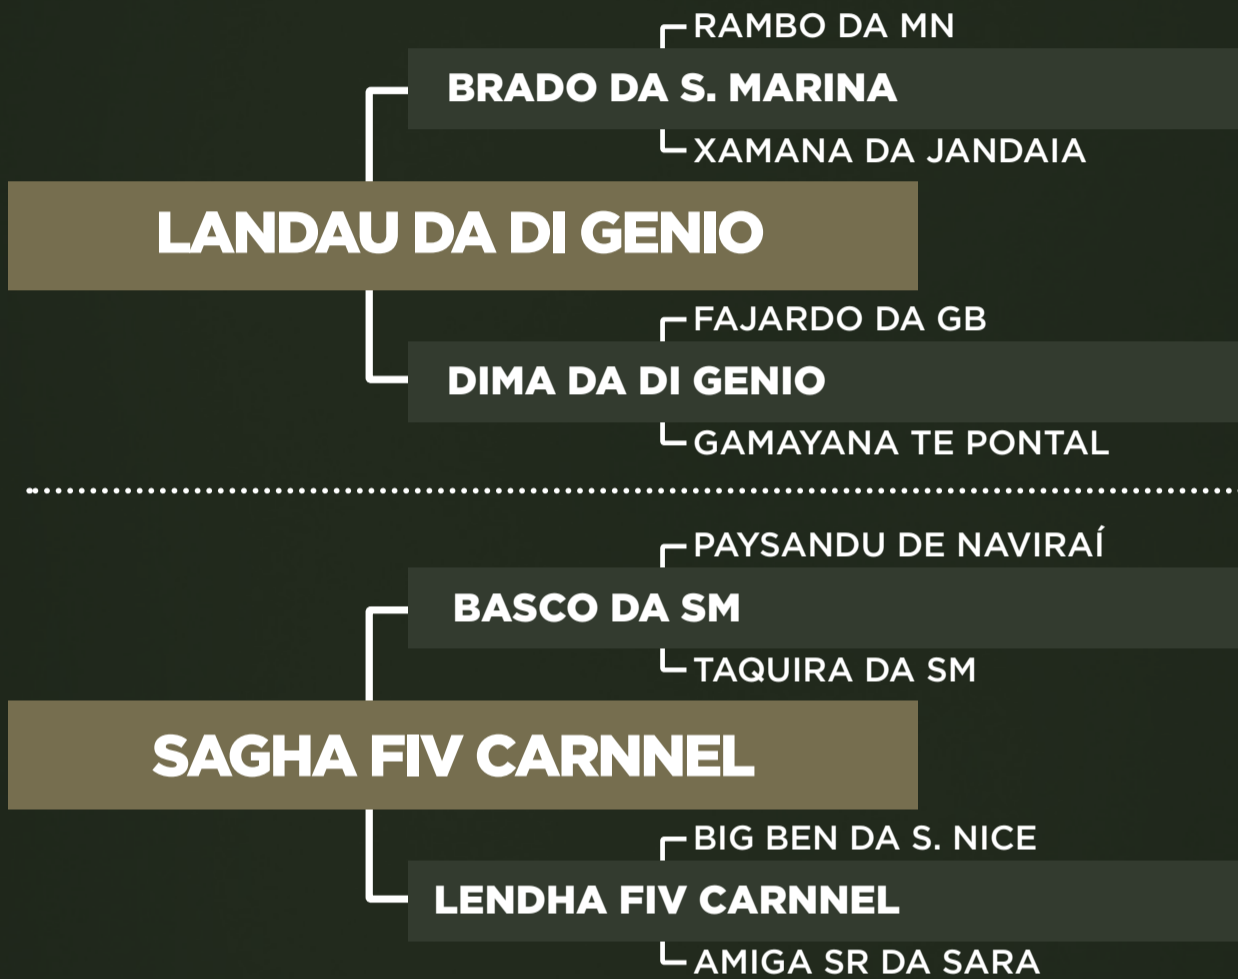 RAMBO DA MN
BRADO DA S. MARINA
XAMANA DA JANDAIA
LANDAU DA DI GENIO
FAJARDO DA GB
DIMA DA DI GENIO
GAMAYANA TE PONTAL
PAYSANDU DE NAVIRAÍ
BASCO DA SM
TAQUIRA DA SM
SAGHA FIV CARNNEL
BIG BEN DA S. NICE
LENDHA FIV CARNNEL
AMIGA SR DA SARA